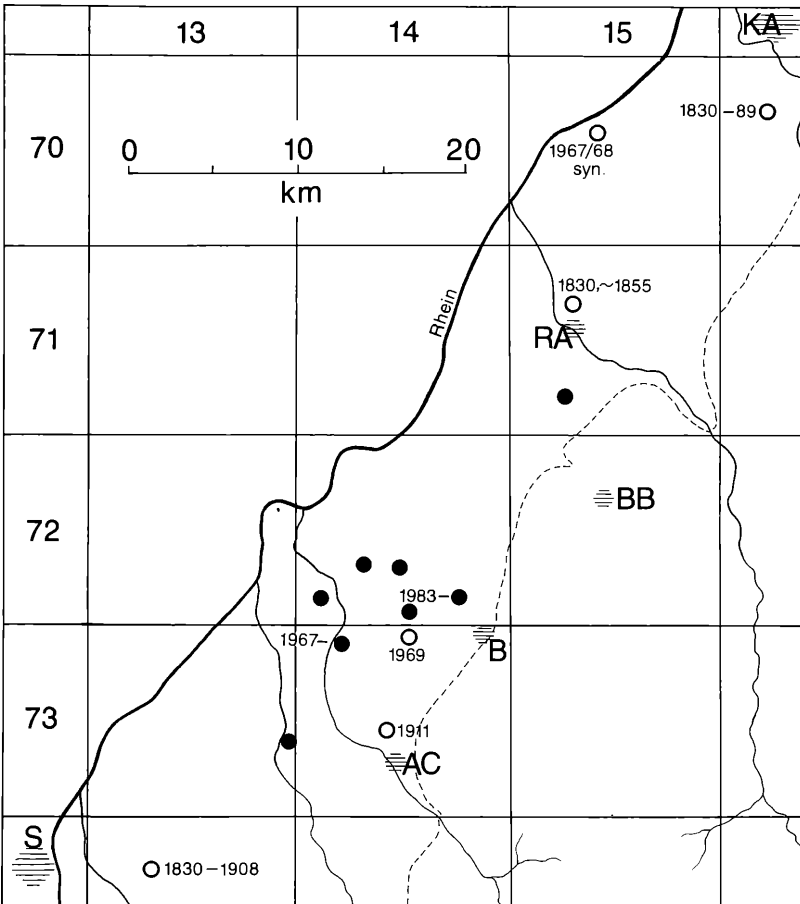 13 14 15
KA
1830–89
70
0 10 20
km
1967/68
syn.
1830,~1855
Rhein
RA
71
BB
72
1983–
1967–
1969
B
73
1911
AC
S
1830–1908